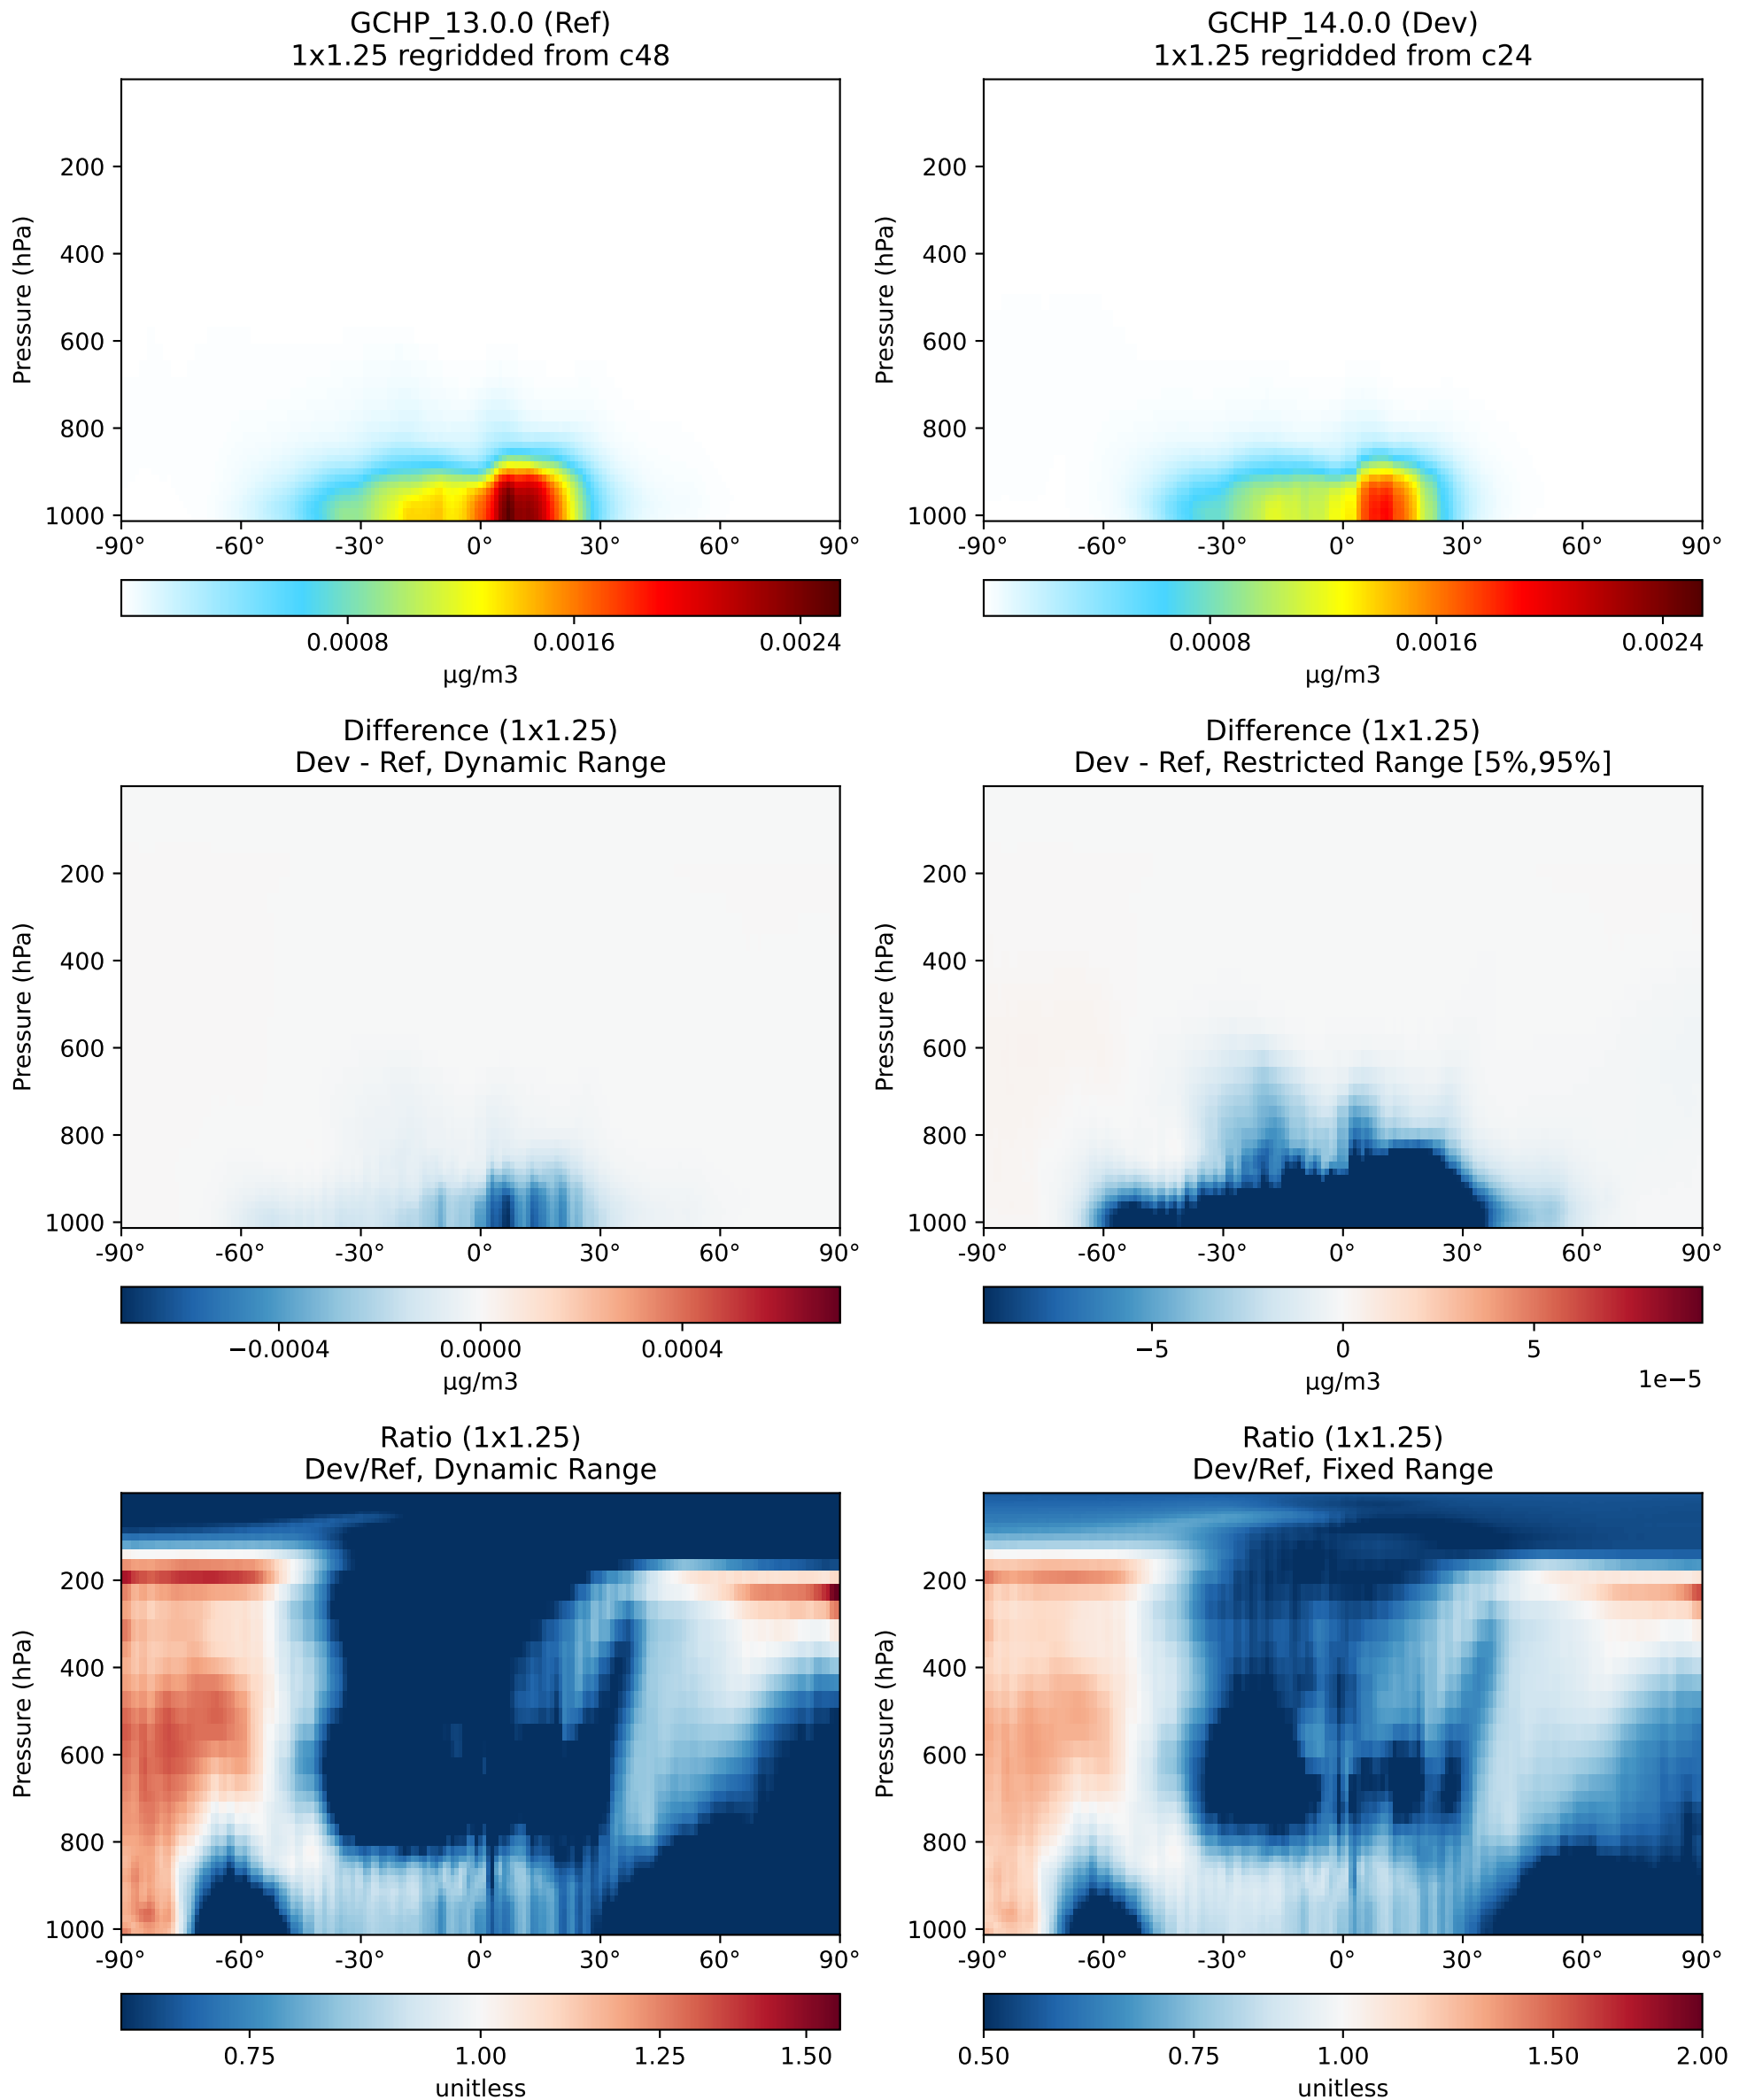 GCHP_13.0.0 (Ref)
1x1.25 regridded from c48
Pressure (hPa)
200
400
600
800
1000
-90° -60° -30° 0° 30° 60° 90°
0.0008 0.0016 0.0024
µg/m3
GCHP_14.0.0 (Dev)
1x1.25 regridded from c24
Pressure (hPa)
200
400
600
800
1000
-90° -60° -30° 0° 30° 60° 90°
0.0008 0.0016 0.0024
µg/m3
Difference (1x1.25)
Dev - Ref, Dynamic Range
Pressure (hPa)
200
400
600
800
1000
-90° -60° -30° 0° 30° 60° 90°
−0.0004 0.0000 0.0004
µg/m3
Difference (1x1.25)
Dev - Ref, Restricted Range [5%,95%]
Pressure (hPa)
200
400
600
800
1000
-90° -60° -30° 0° 30° 60° 90°
−5 0 5
µg/m3
1e−5
Ratio (1x1.25)
Dev/Ref, Dynamic Range
Pressure (hPa)
200
400
600
800
1000
-90° -60° -30° 0° 30° 60° 90°
0.75 1.00 1.25 1.50
unitless
Ratio (1x1.25)
Dev/Ref, Fixed Range
Pressure (hPa)
200
400
600
800
1000
-90° -60° -30° 0° 30° 60° 90°
0.50 0.75 1.00 1.50 2.00
unitless